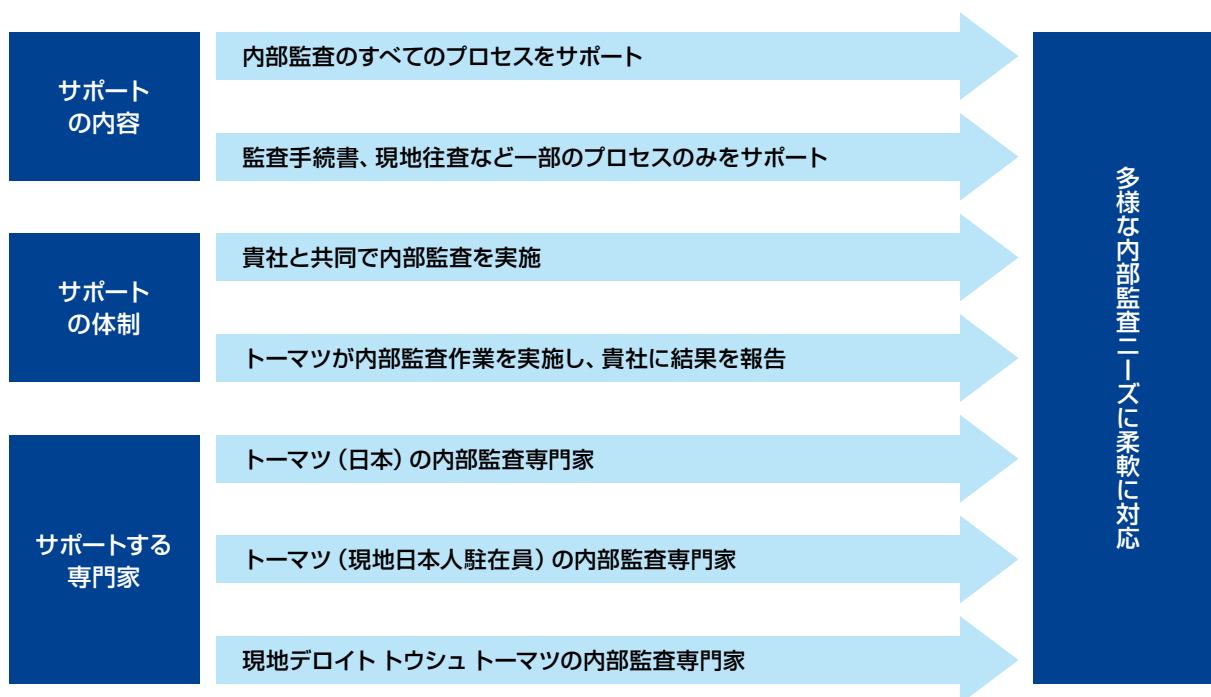 サポート
の内容
内部監査のすべてのプロセスをサポート
監査手続書、現地往査など一部のプロセスのみをサポート
サポート
の体制
貴社と共同で内部監査を実施
トーマツが内部監査作業を実施し、貴社に結果を報告
サポートする
専門家
トーマツ（日本）の内部監査専門家
トーマツ（現地日本人駐在員）の内部監査専門家
現地デロイト トウシュ トーマツの内部監査専門家
多様な内部監査ニーズに柔軟に対応